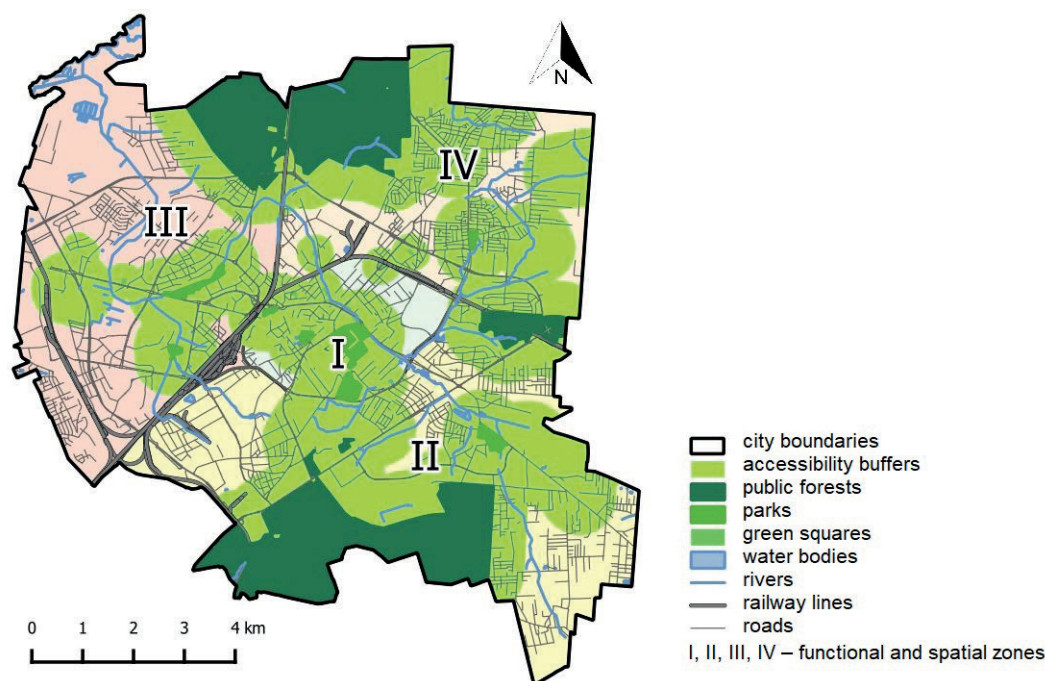 N
IV
III
I
II
0 1 2 3 4 km
city boundaries
accessibility buffers
public forests
parks
green squares
water bodies
rivers
railway lines
roads
I, II, III, IV – functional and spatial zones